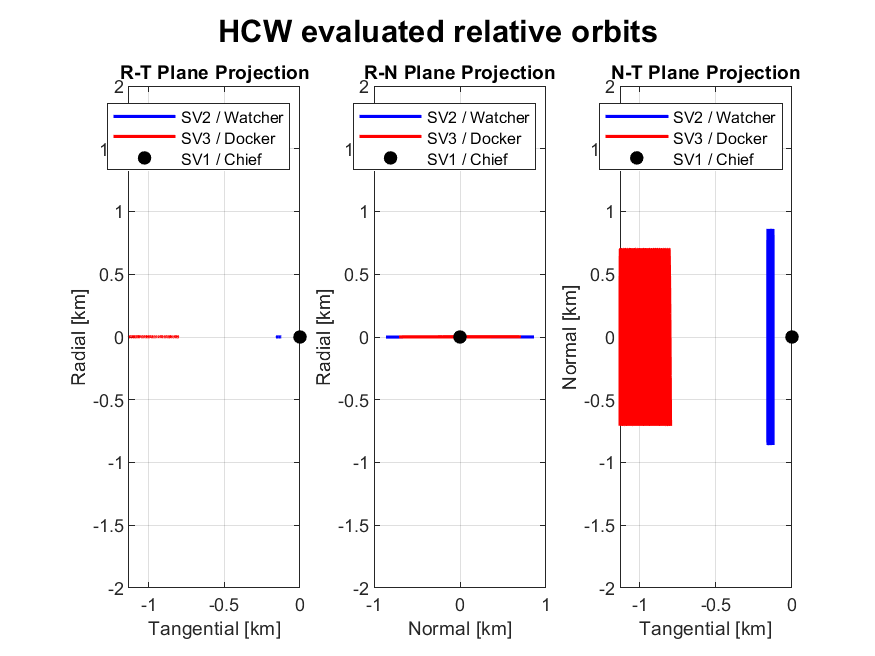 HCW evaluated relative orbits
R-T Plane Projection
2
SV2 / Watcher
SV3 / Docker
SV1 / Chief
1
1
0.5
0
-0.5
-1
-1.5
-2
-1
-0.5
0
Radial [km]
Tangential [km]
R-N Plane Projection
2
SV2 / Watcher
SV3 / Docker
SV1 / Chief
1
1
0.5
0
-0.5
-1
-1.5
-2
-1
0
1
Radial [km]
Normal [km]
N-T Plane Projection
2
SV2 / Watcher
SV3 / Docker
SV1 / Chief
1
1
0.5
0
-0.5
-1
-1.5
-2
-1
-0.5
0
Normal [km]
Tangential [km]